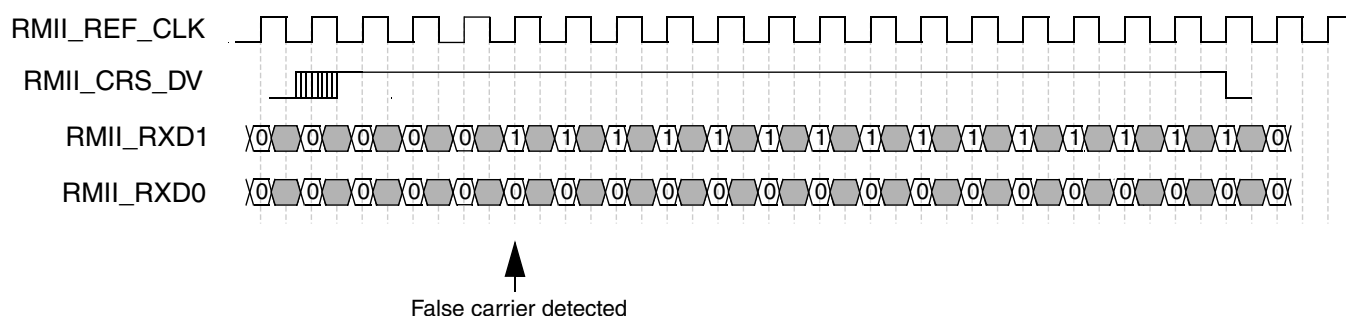 RMII_REF_CLK
RMII_CRS_DV
RMII_RXD1 0 0 0 0 0 1 1 1 1 1 1 1 1 1 1 1 1 1 1 1 0
RMII_RXD0 0 0 0 0 0 0 0 0 0 0 0 0 0 0 0 0 0 0 0 0 0
False carrier detected